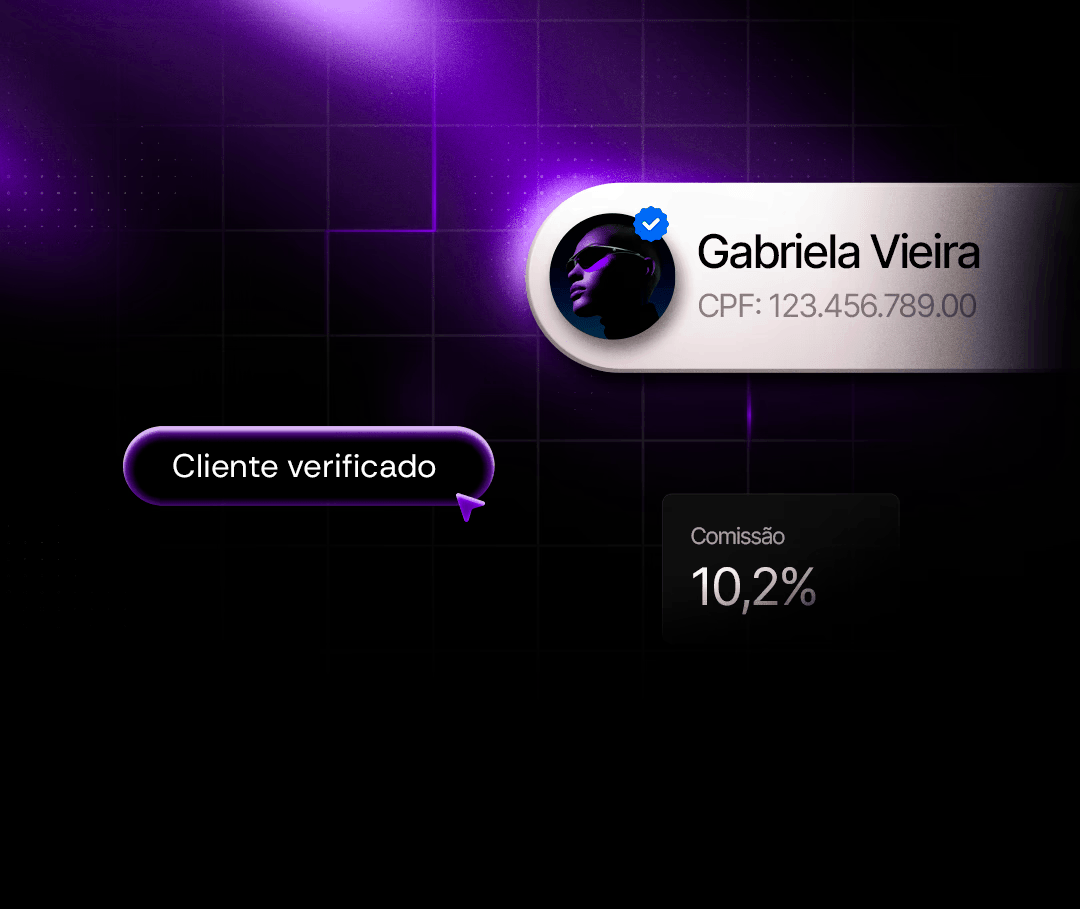 Gabriela Vieira
CPF: 123.456.789.00
Cliente verificado
Comissão
10,2%